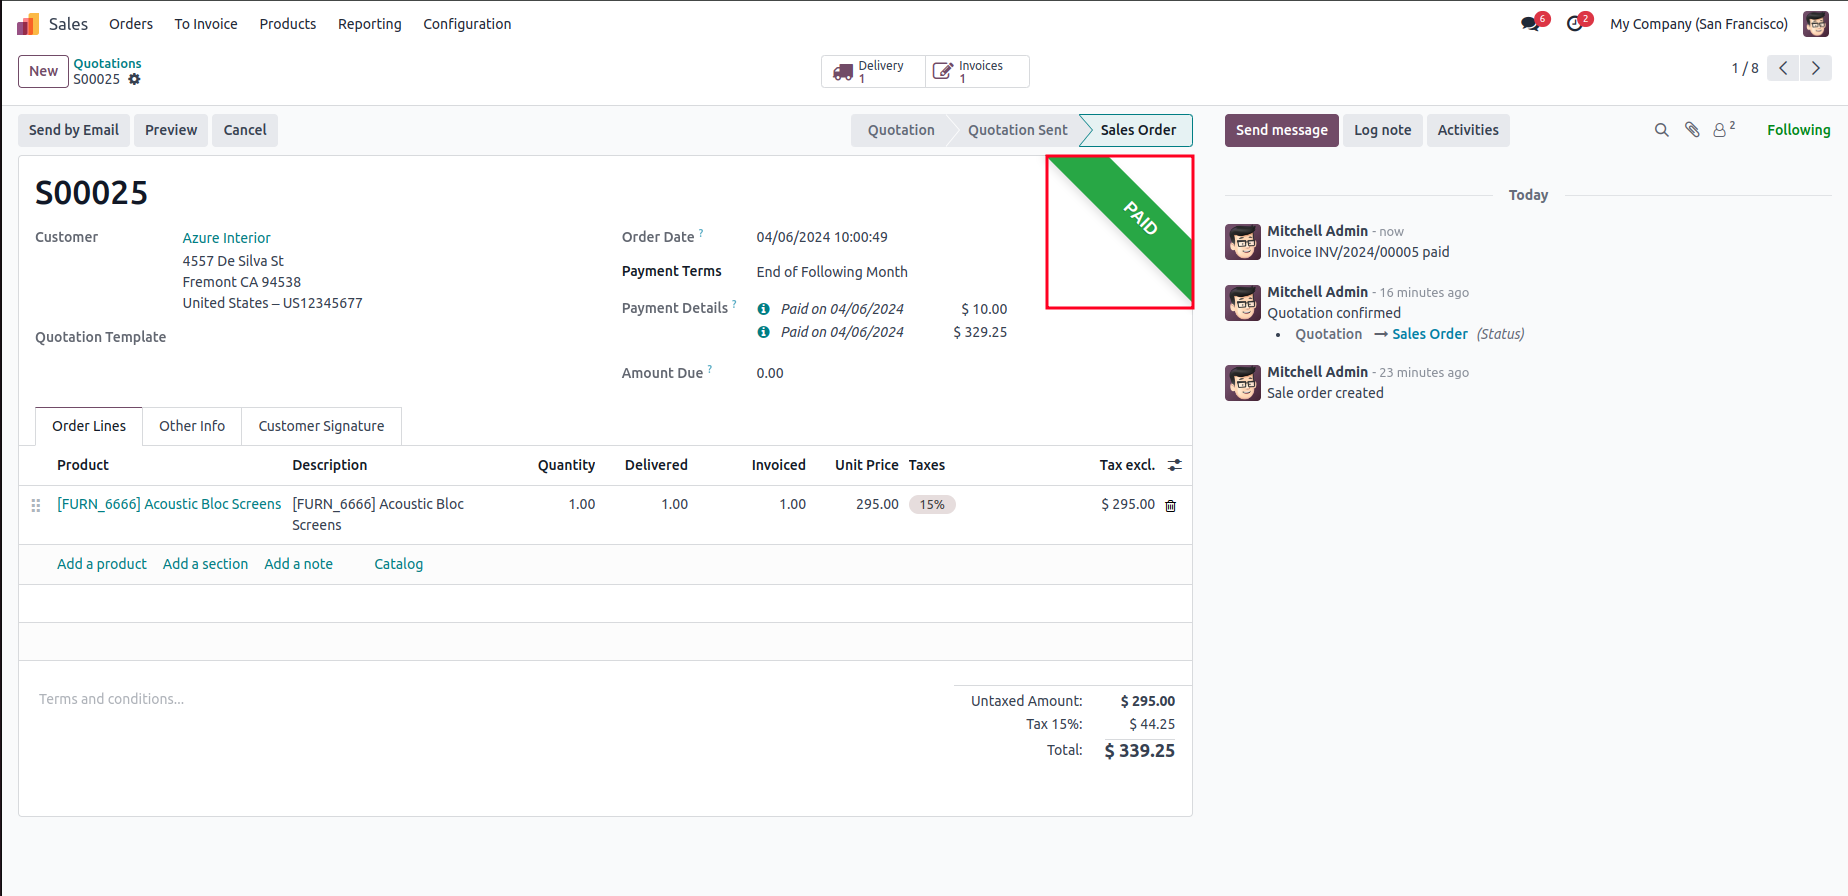 Sales Orders To Invoice Products Reporting Configuration 6 2 My Company (San Francisco)
New Quotations
S00025
Delivery 1
Invoices 1
1 / 8
Send by Email Preview Cancel
Quotation Quotation Sent Sales Order
Send message Log note Activities 2 Following
PAID
S00025
Customer Azure Interior
4557 De Silva St
Fremont CA 94538
United States – US12345677
Quotation Template
Order Date ? 04/06/2024 10:00:49
Payment Terms End of Following Month
Payment Details ? Paid on 04/06/2024 $ 10.00
Paid on 04/06/2024 $ 329.25
Amount Due ? 0.00
Order Lines Other Info Customer Signature
Product Description Quantity Delivered Invoiced Unit Price Taxes Tax excl.
[FURN_6666] Acoustic Bloc Screens [FURN_6666] Acoustic Bloc 1.00 1.00 1.00 295.00 15% $ 295.00
Screens
Add a product Add a section Add a note Catalog
Terms and conditions...
Untaxed Amount: $ 295.00
Tax 15%: $ 44.25
Total: $ 339.25
Today
Mitchell Admin - now
Invoice INV/2024/00005 paid
Mitchell Admin - 16 minutes ago
Quotation confirmed
• Quotation → Sales Order (Status)
Mitchell Admin - 23 minutes ago
Sale order created